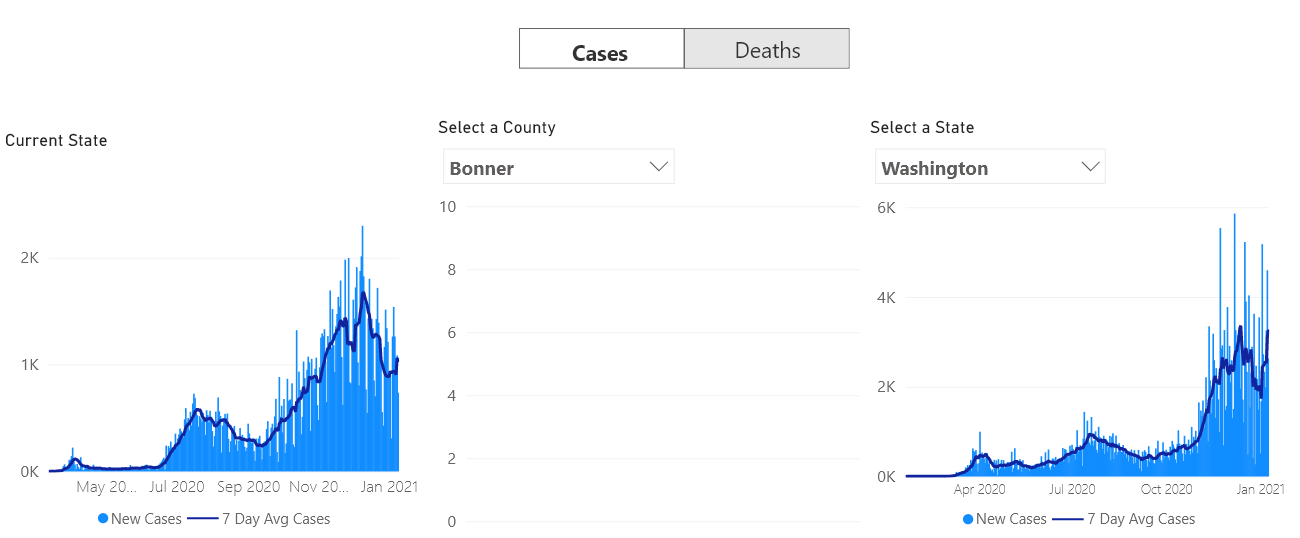 Cases
Deaths
Current State
2K
1K
0K
May 20...
Jul 2020
Sep 2020
Nov 20...
Jan 2021
New Cases
7 Day Avg Cases
Select a County
Bonner
10
8
6
4
2
0
Select a State
Washington
6K
4K
2K
0K
Apr 2020
Jul 2020
Oct 2020
Jan 2021
New Cases
7 Day Avg Cases